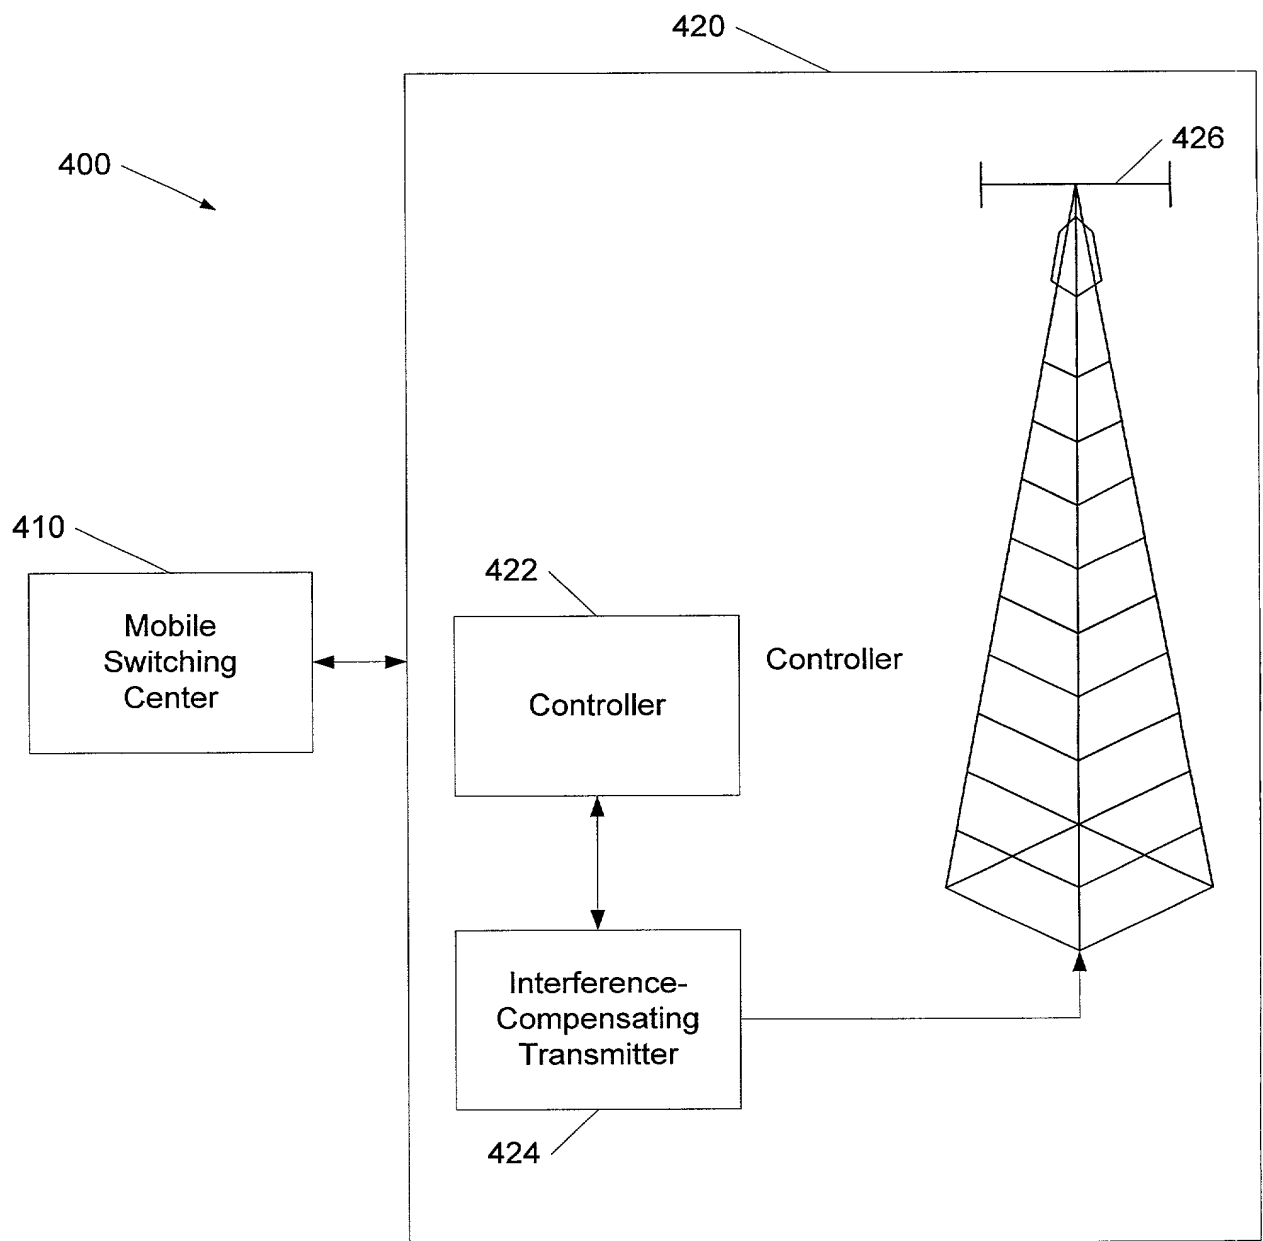 420
426
400
410
422
Mobile
Switching
Center
Controller
Controller
Interference-
Compensating
Transmitter
424